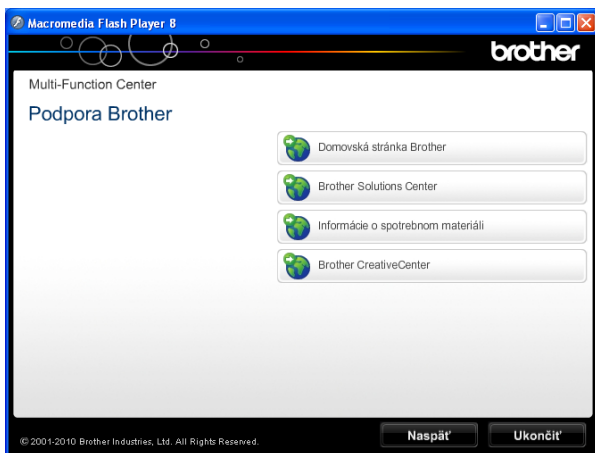 Macromedia Flash Player 8
brother
Multi-Function Center
Podpora Brother
Domovská stránka Brother
Brother Solutions Center
Informácie o spotrebnom materiáli
Brother CreativeCenter
© 2001-2010 Brother Industries, Ltd. All Rights Reserved.
Naspäť
Ukončiť